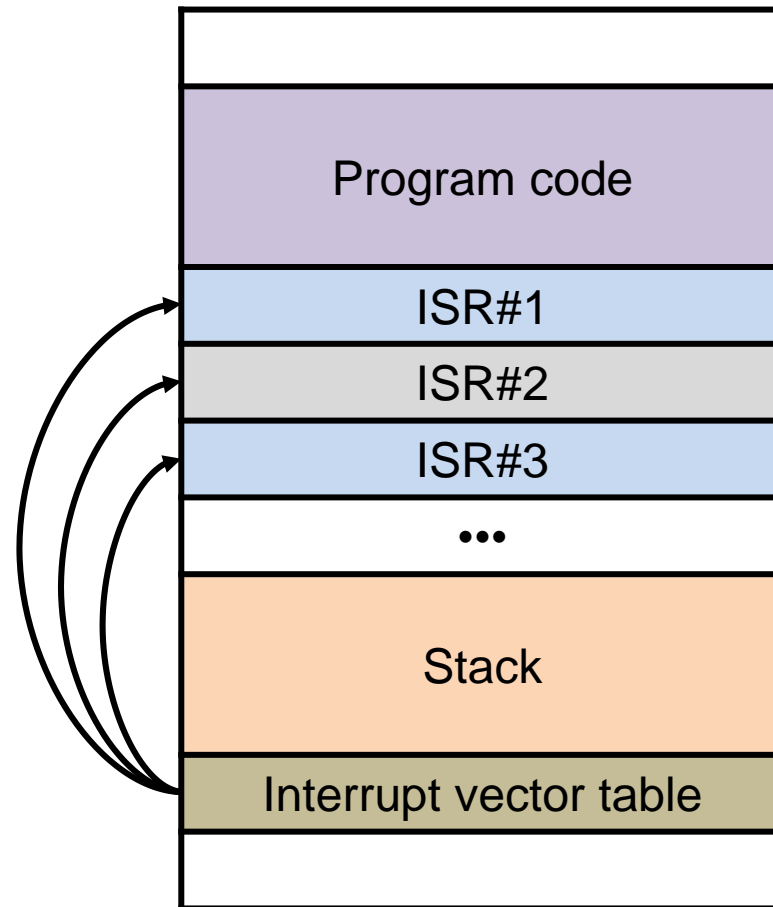 Program code
ISR#1
ISR#2
ISR#3
•••
Stack
Interrupt vector table